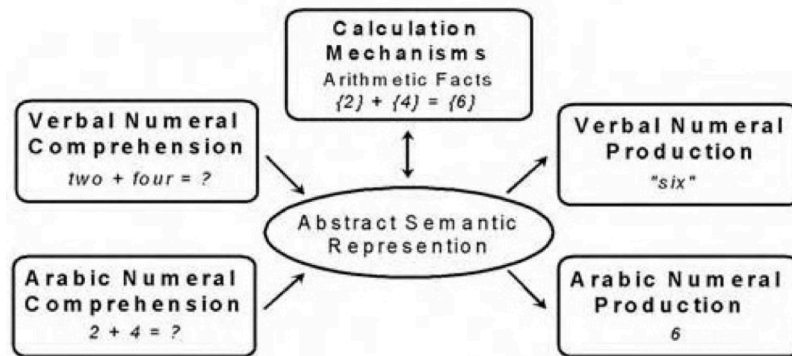 Calculation
Mechanisms
Arithmetic Facts
{2} + {4} = {6}
Verbal Numeral
Comprehension
two + four = ?
Verbal Numeral
Production
"six"
Abstract Semantic
Represention
Arabic Numeral
Comprehension
2 + 4 = ?
Arabic Numeral
Production
6